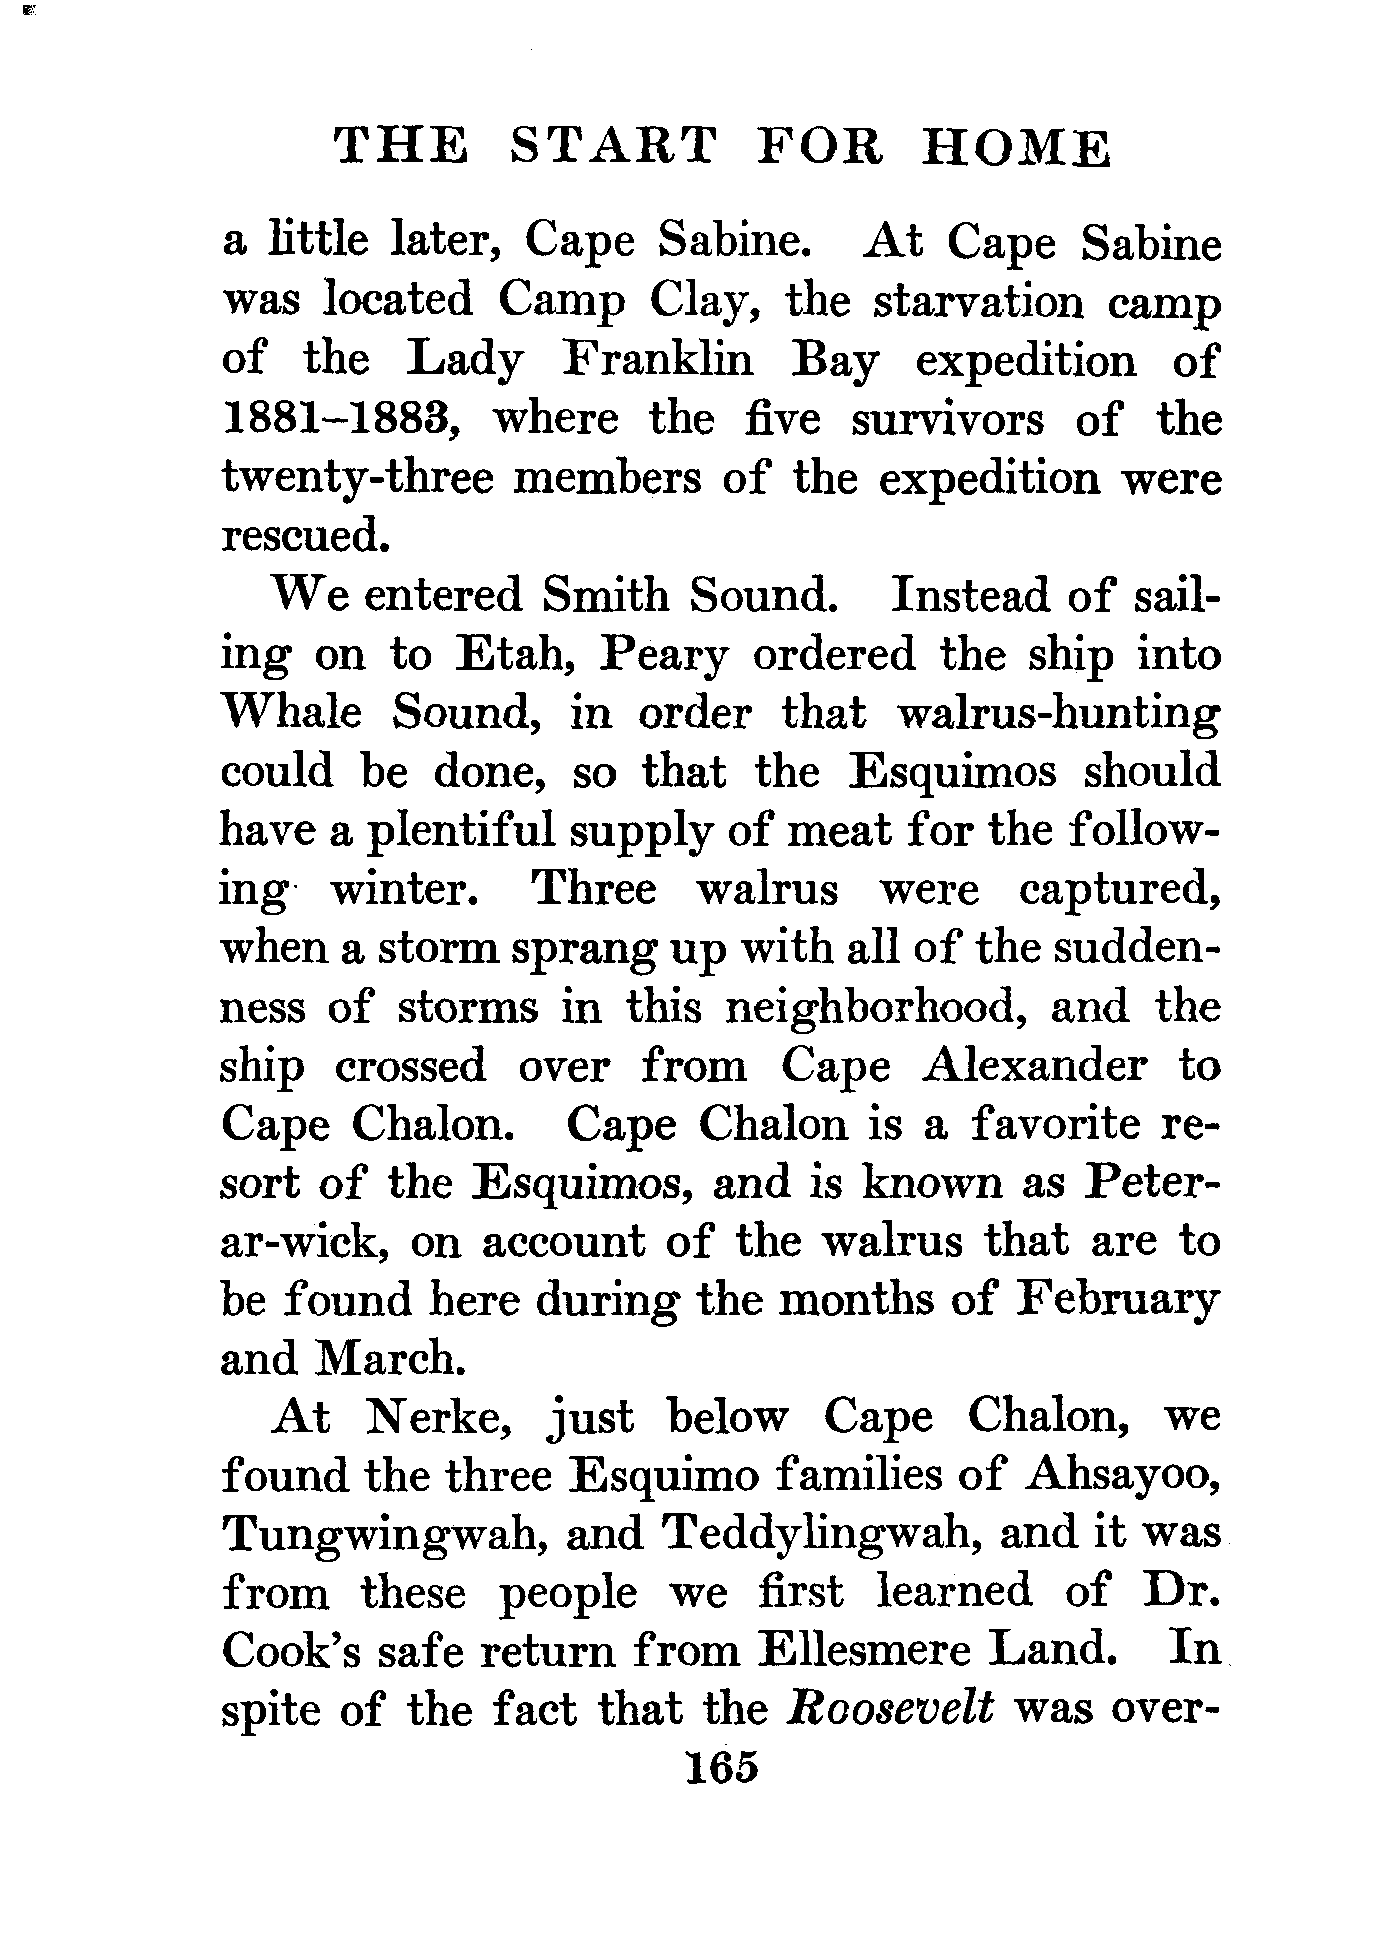 THE START FOR HOME
a little later, Cape Sabine. At Cape Sabine
was located Camp Clay, the starvation camp
of the Lady Franklin Bay expedition of
1881–1883, where the five survivors of the
twenty-three members of the expedition were
rescued.
We entered Smith Sound. Instead of sail-
ing on to Etah, Peary ordered the ship into
Whale Sound, in order that walrus-hunting
could be done, so that the Esquimos should
have a plentiful supply of meat for the follow-
ing winter. Three walrus were captured,
when a storm sprang up with all of the sudden-
ness of storms in this neighborhood, and the
ship crossed over from Cape Alexander to
Cape Chalon. Cape Chalon is a favorite re-
sort of the Esquimos, and is known as Peter-
ar-wick, on account of the walrus that are to
be found here during the months of February
and March.
At Nerke, just below Cape Chalon, we
found the three Esquimo families of Ahsayoo,
Tungwingwah, and Teddylingwah, and it was
from these people we first learned of Dr.
Cook's safe return from Ellesmere Land. In
spite of the fact that the Roosevelt was over-
165